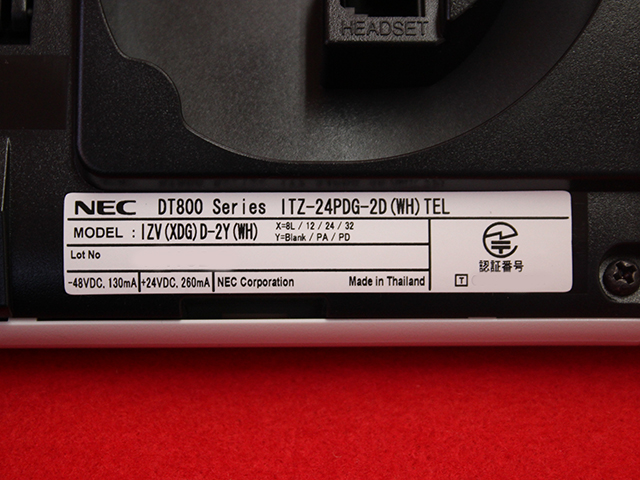 HEADSET
NEC DT800 Series ITZ-24PDG-2D(WH)TEL
MODEL : IZV(XDG)D-2Y(WH) X=8L / 12 / 24 / 32
Y=Blank / PA / PD
Lot No
-48VDC, 130mA +24VDC, 260mA NEC Corporation Made in Thailand
認証番号
T